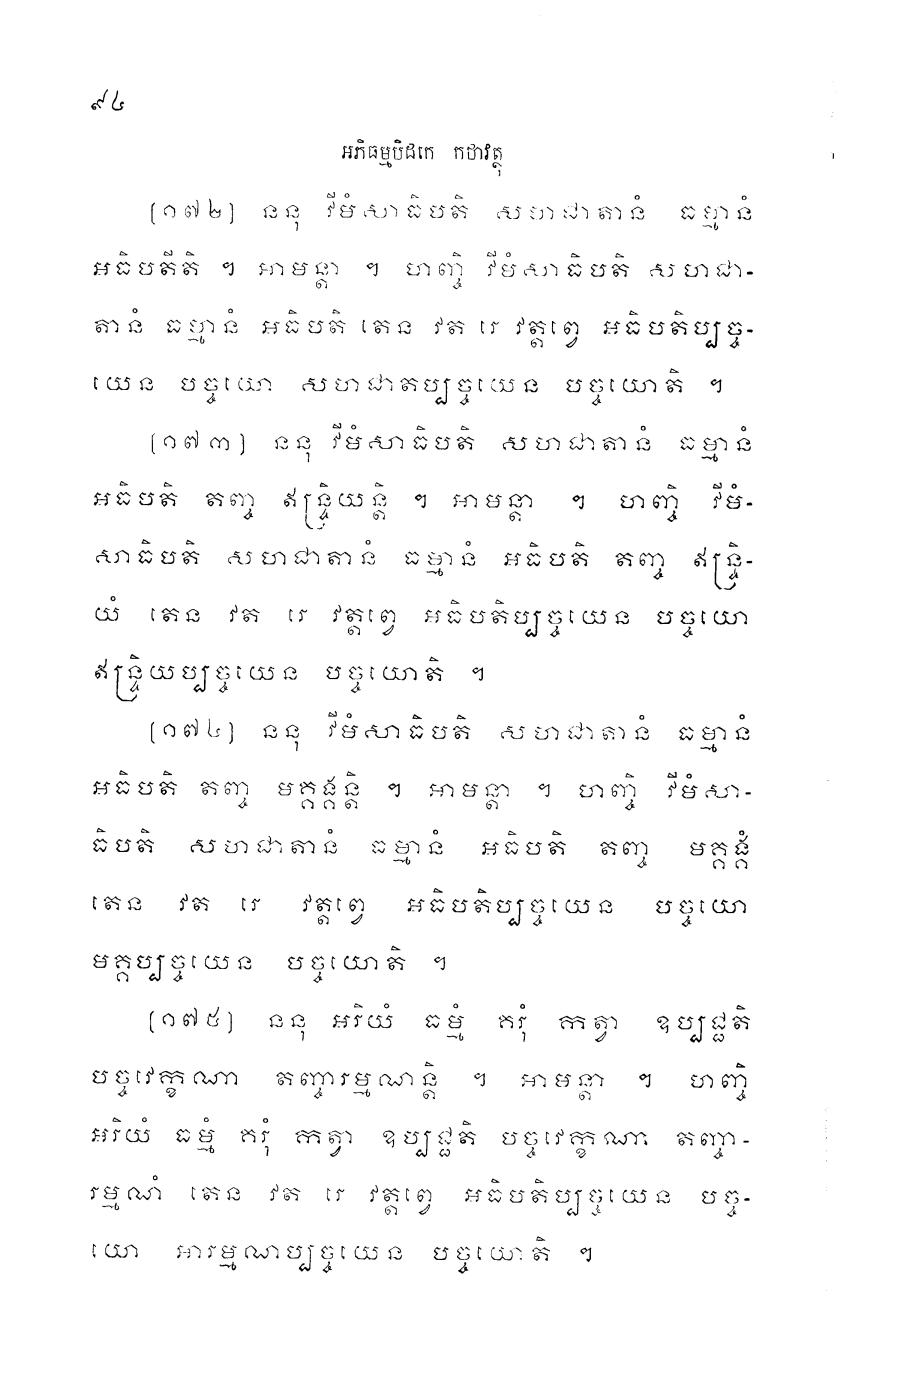 ៩៤
អភិធម្មបិដកេ កថាវត្ថុ
[១៧២] ននុ វីមំសាធិបតិ សហជាតានំ ធម្មានំ
អធិបតីតិ ។ អាមន្តា ។ ហញ្ចិ វីមំសាធិបតិ សហជា-
តានំ ធម្មានំ អធិបតិ តេន វត រេ វត្តព្វេ អធិបតិប្បច្ច-
យេន បច្ចយោ សហជាតប្បច្ចយេន បច្ចយោតិ ។
[១៧៣] ននុ វីមំសាធិបតិ សហជាតានំ ធម្មានំ
អធិបតិ តញ្ច ឥន្ទ្រិយន្តិ ។ អាមន្តា ។ ហញ្ចិ វីមំ-
សាធិបតិ សហជាតានំ ធម្មានំ អធិបតិ តញ្ច ឥន្ទ្រិ-
យំ តេន វត រេ វត្តព្វេ អធិបតិប្បច្ចយេន បច្ចយោ
ឥន្ទ្រិយប្បច្ចយេន បច្ចយោតិ ។
[១៧៤] ននុ វីមំសាធិបតិ សហជាតានំ ធម្មានំ
អធិបតិ តញ្ច មគ្គង្គន្តិ ។ អាមន្តា ។ ហញ្ចិ វីមំសា-
ធិបតិ សហជាតានំ ធម្មានំ អធិបតិ តញ្ច មគ្គង្គំ
តេន វត រេ វត្តព្វេ អធិបតិប្បច្ចយេន បច្ចយោ
មគ្គប្បច្ចយេន បច្ចយោតិ ។
[១៧៥] ននុ អរិយំ ធម្មំ គរុំ កត្វា ឧប្បជ្ជតិ
បច្ចវេក្ខណា តញ្ចារម្មណន្តិ ។ អាមន្តា ។ ហញ្ចិ
អរិយំ ធម្មំ គរុំ កត្វា ឧប្បជ្ជតិ បច្ចវេក្ខណា តញ្ចា-
រម្មណំ តេន វត រេ វត្តព្វេ អធិបតិប្បច្ចយេន បច្ច-
យោ អារម្មណប្បច្ចយេន បច្ចយោតិ ។